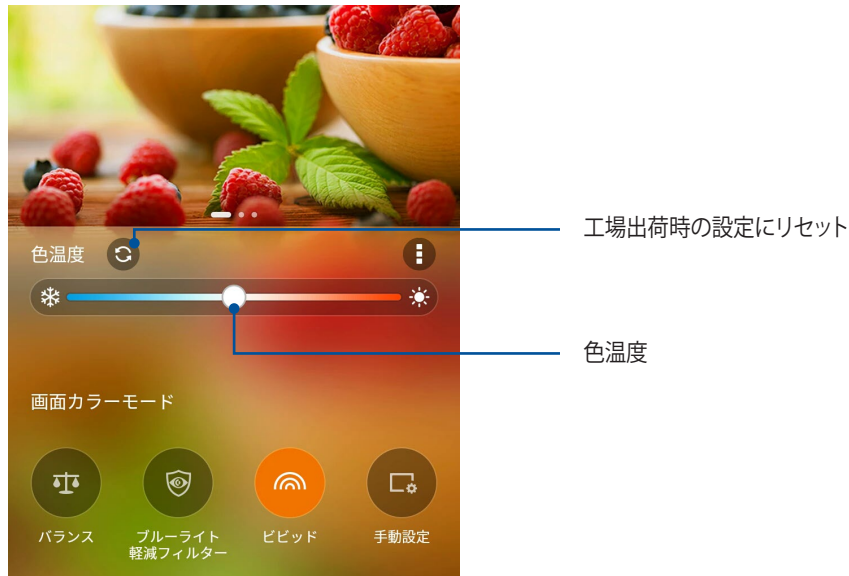 工場出荷時の設定にリセット
色温度
色温度
画面カラーモード
バランス
ブルーライト
軽減フィルター
ビビッド
手動設定